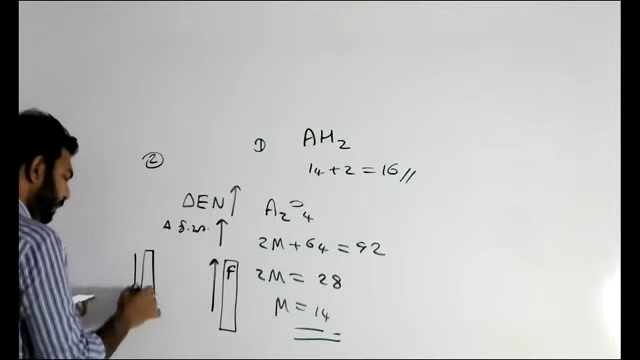 ① AH₂
14 + 2 = 16 //
②
ΔEN ↑
A₂O₄
2M + 64 = 92
2M = 28
M = 14
F